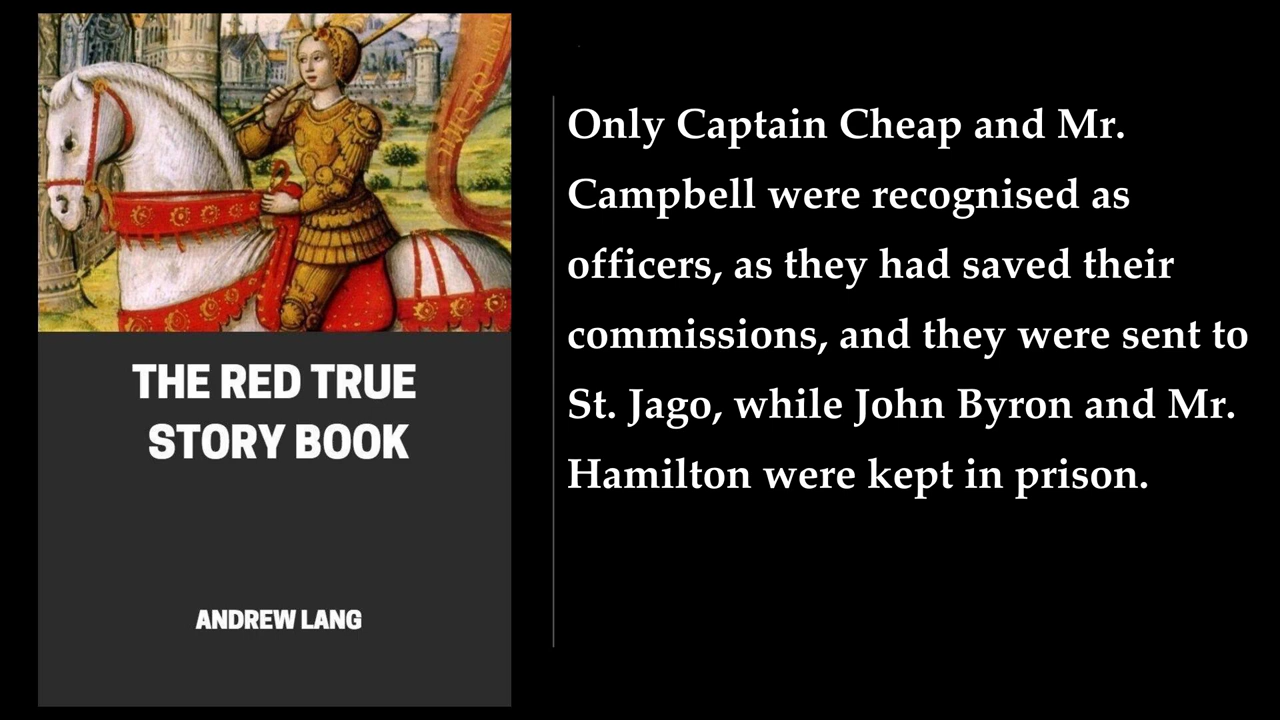 THE RED TRUE
STORY BOOK
ANDREW LANG
Only Captain Cheap and Mr.
Campbell were recognised as
officers, as they had saved their
commissions, and they were sent to
St. Jago, while John Byron and Mr.
Hamilton were kept in prison.